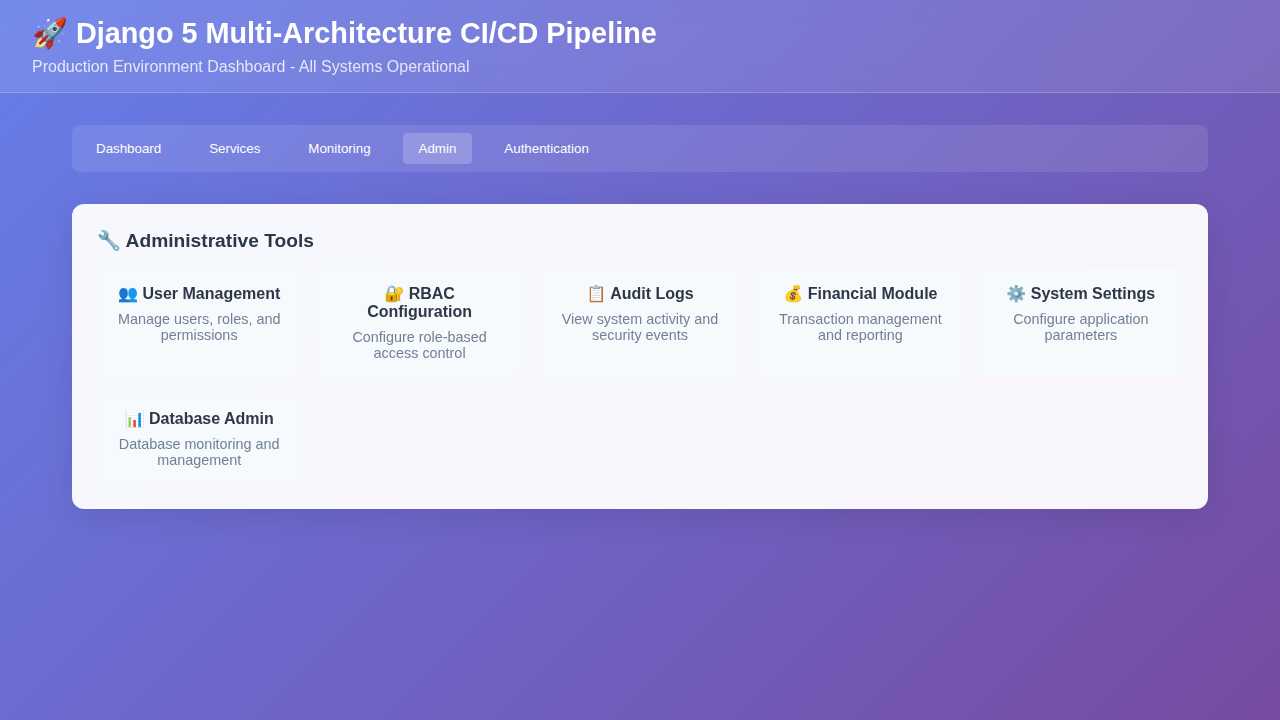 🚀 Django 5 Multi-Architecture CI/CD Pipeline
Production Environment Dashboard - All Systems Operational
Dashboard
Services
Monitoring
Admin
Authentication
🔧 Administrative Tools
👥 User Management
Manage users, roles, and
permissions
🔐 RBAC
Configuration
Configure role-based
access control
📋 Audit Logs
View system activity and
security events
💰 Financial Module
Transaction management
and reporting
⚙️ System Settings
Configure application
parameters
📊 Database Admin
Database monitoring and
management